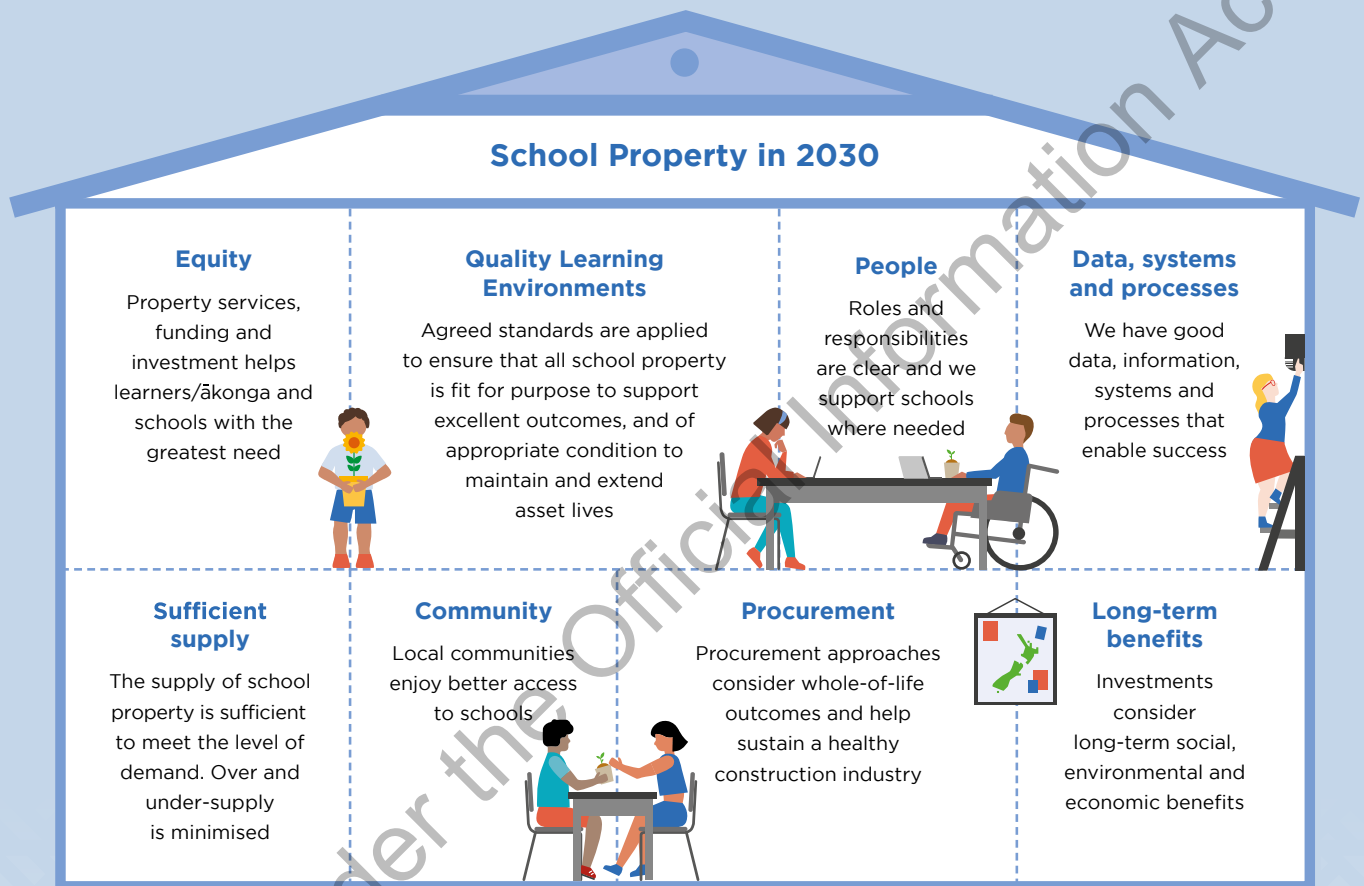 School Property in 2030
Equity
Property services,
funding and
investment helps
learners/ākonga and
schools with the
greatest need
Quality Learning
Environments
Agreed standards are applied
to ensure that all school property
is fit for purpose to support
excellent outcomes, and of
appropriate condition to
maintain and extend
asset lives
People
Roles and
responsibilities
are clear and we
support schools
where needed
Data, systems
and processes
We have good
data, information,
systems and
processes that
enable success
Sufficient
supply
The supply of school
property is sufficient
to meet the level of
demand. Over and
under-supply
is minimised
Community
Local communities
enjoy better access
to schools
Procurement
Procurement approaches
consider whole-of-life
outcomes and help
sustain a healthy
construction industry
Long-term
benefits
Investments
consider
long-term social,
environmental and
economic benefits
der the Official Information Ac